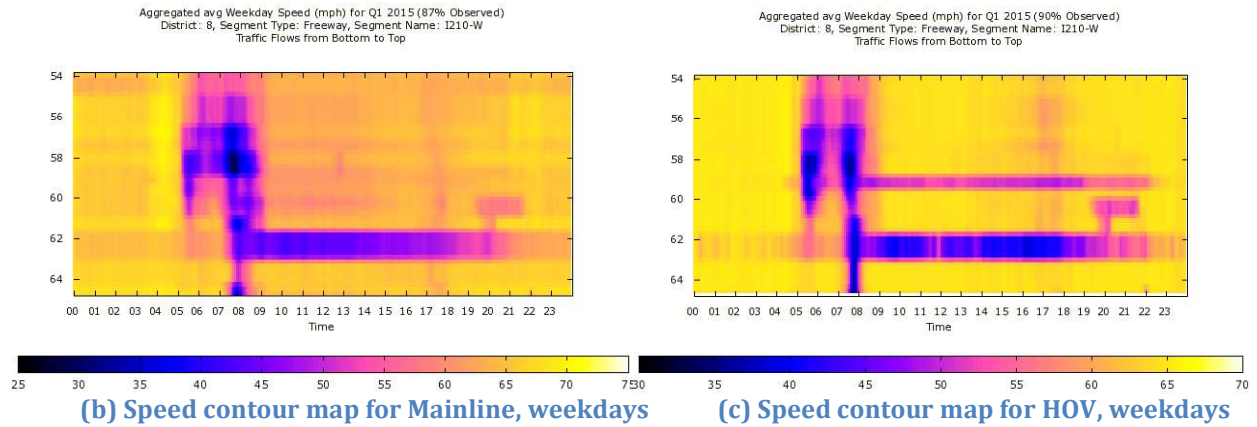 Aggregated avg Weekday Speed (mph) for Q1 2015 (87% Observed)
District: 8, Segment Type: Freeway, Segment Name: I210-W
Traffic Flows from Bottom to Top
54
56
58
60
62
64
00 01 02 03 04 05 06 07 08 09 10 11 12 13 14 15 16 17 18 19 20 21 22 23
Time
25 30 35 40 45 50 55 60 65 70 75
(b) Speed contour map for Mainline, weekdays
Aggregated avg Weekday Speed (mph) for Q1 2015 (90% Observed)
District: 8, Segment Type: Freeway, Segment Name: I210-W
Traffic Flows from Bottom to Top
54
56
58
60
62
64
00 01 02 03 04 05 06 07 08 09 10 11 12 13 14 15 16 17 18 19 20 21 22 23
Time
30 35 40 45 50 55 60 65 70
(c) Speed contour map for HOV, weekdays